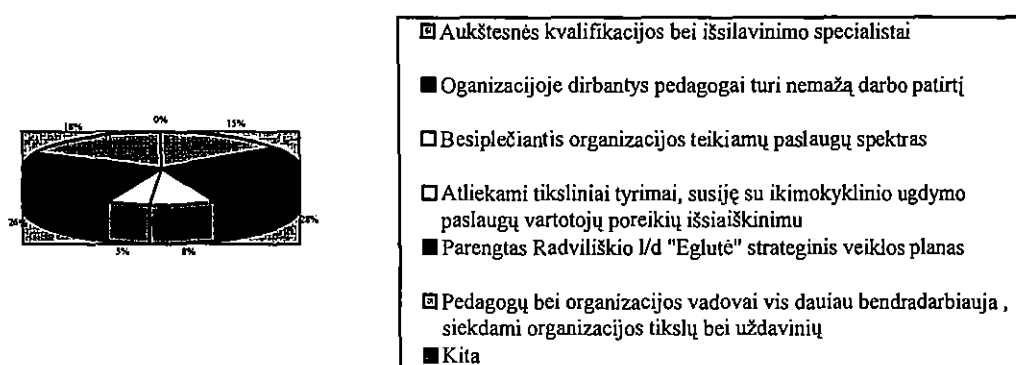 18%
0%
15%
26%
28%
5%
8%
Aukštesnės kvalifikacijos bei išsilavinimo specialistai
Oganizacijoje dirbantys pedagogai turi nemažą darbo patirtį
Besiplečiantis organizacijos teikiamų paslaugų spektras
Atliekami tiksliniai tyrimai, susiję su ikimokyklinio ugdymo
paslaugų vartotojų poreikių išsiaiškinimu
Parengtas Radviliškio l/d "Eglutė" strateginis veiklos planas
Pedagogų bei organizacijos vadovai vis dauiau bendradarbiauja ,
siekdami organizacijos tikslų bei uždavinių
Kita